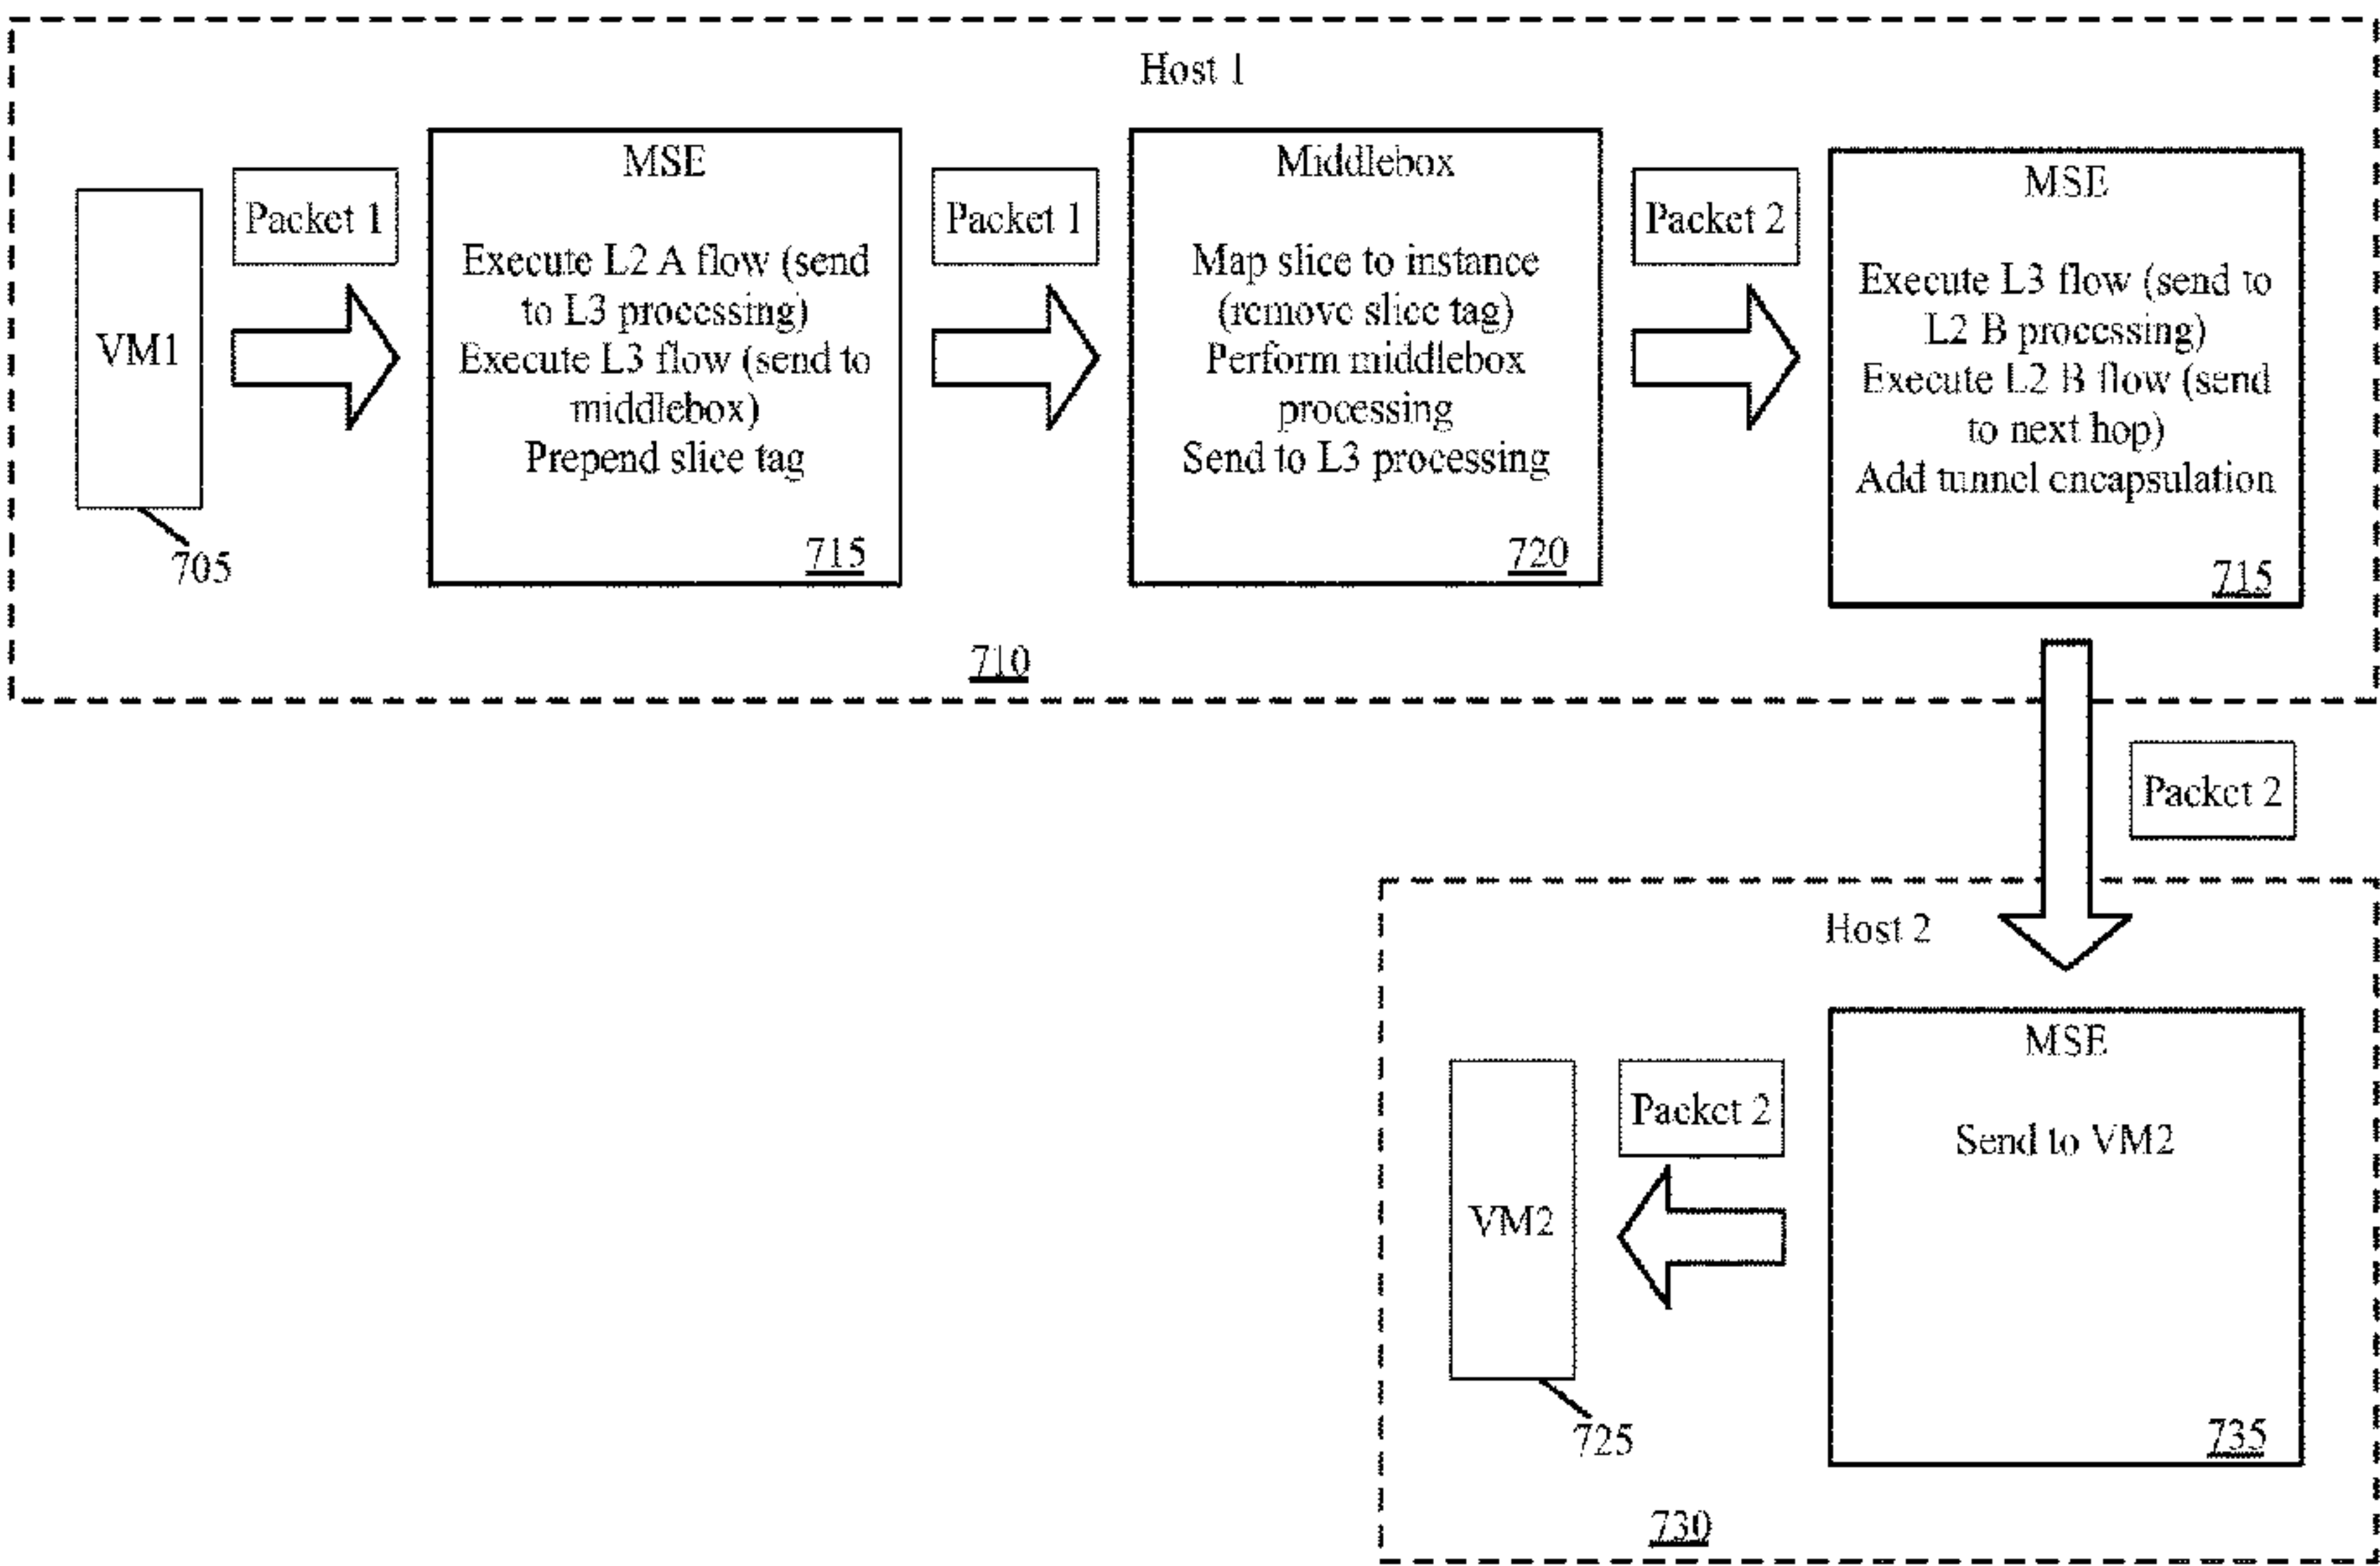 Host 1
VM1
705
Packet 1
MSE
Execute L2 A flow (send
to L3 processing)
Execute L3 flow (send to
middlebox)
Prepend slice tag
715
Packet 1
Middlebox
Map slice to instance
(remove slice tag)
Perform middlebox
processing
Send to L3 processing
720
Packet 2
MSE
Execute L3 flow (send to
L2 B processing)
Execute L2 B flow (send
to next hop)
Add tunnel encapsulation
715
710
Packet 2
Host 2
MSE
Send to VM2
735
Packet 2
VM2
725
730